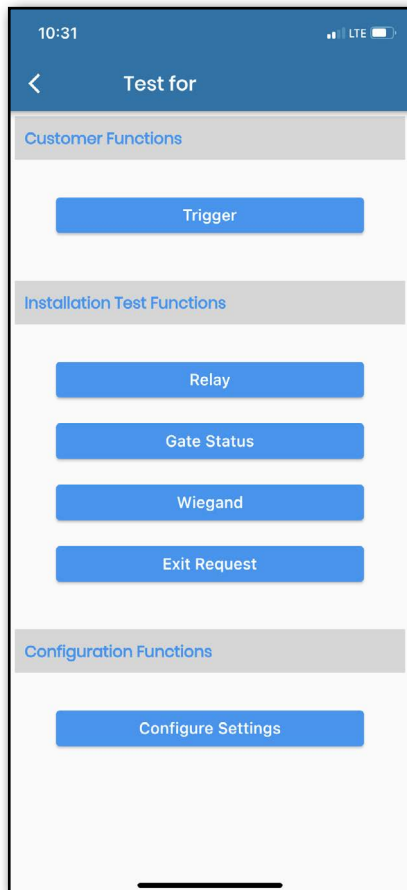 10:31
LTE
Test for
Customer Functions
Trigger
Installation Test Functions
Relay
Gate Status
Wiegand
Exit Request
Configuration Functions
Configure Settings